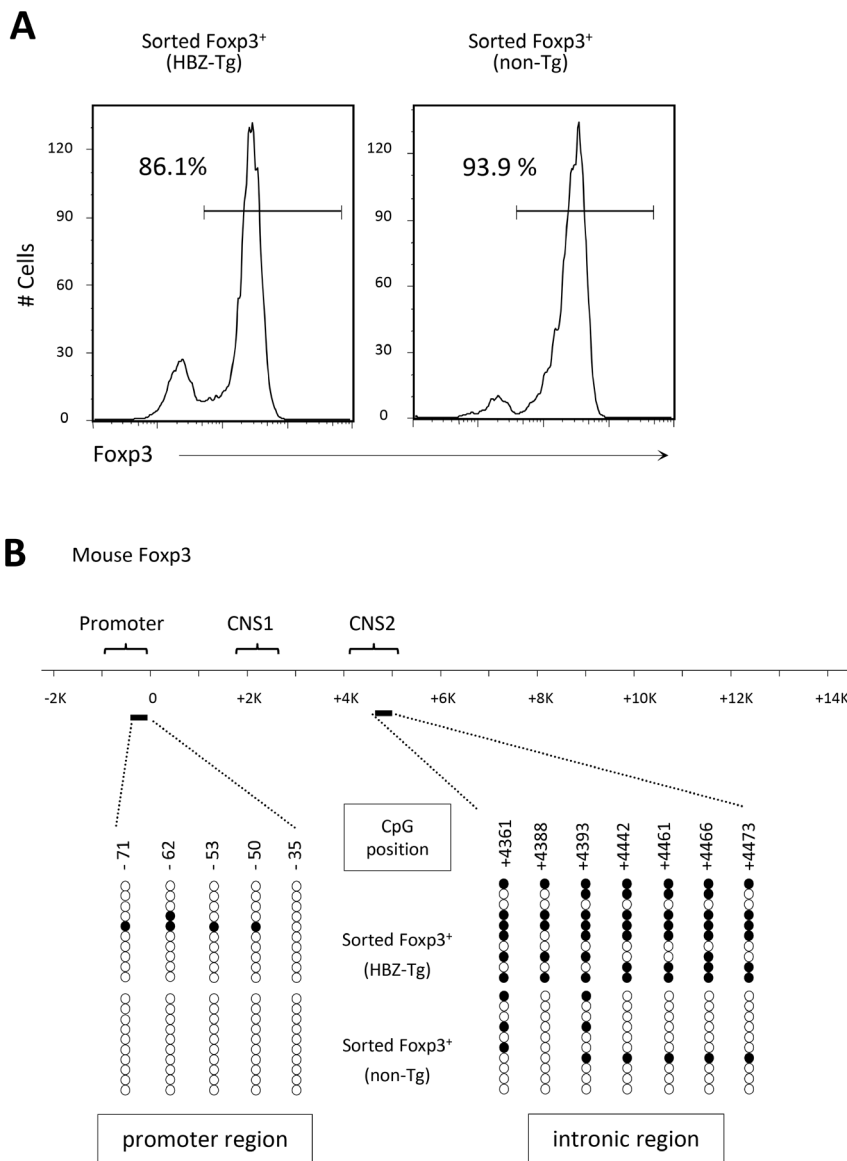 A
Sorted Foxp3⁺
(HBZ-Tg)
Sorted Foxp3⁺
(non-Tg)
# Cells
120
90
60
30
0
86.1%
120
90
60
30
0
93.9 %
Foxp3
B
Mouse Foxp3
Promoter
CNS1
CNS2
-2K 0 +2K +4K +6K +8K +10K +12K +14K
CpG
position
- 71 - 62 - 53 - 50 - 35
+4361 +4388 +4393 +4442 +4461 +4466 +4473
Sorted Foxp3⁺
(HBZ-Tg)
Sorted Foxp3⁺
(non-Tg)
promoter region
intronic region